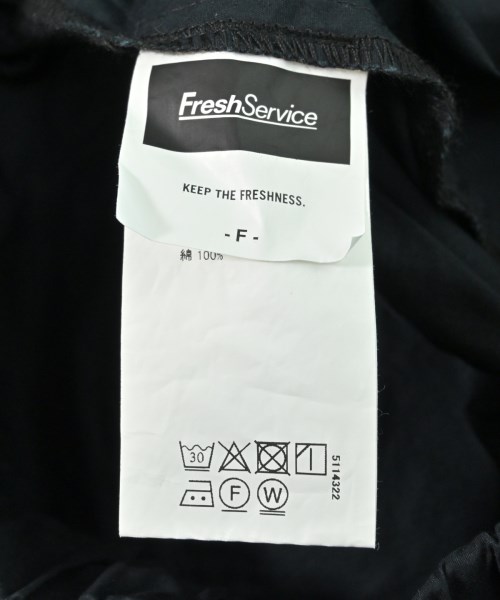 FreshService
KEEP THE FRESHNESS.
- F -
綿 100%
30
5114322
F W